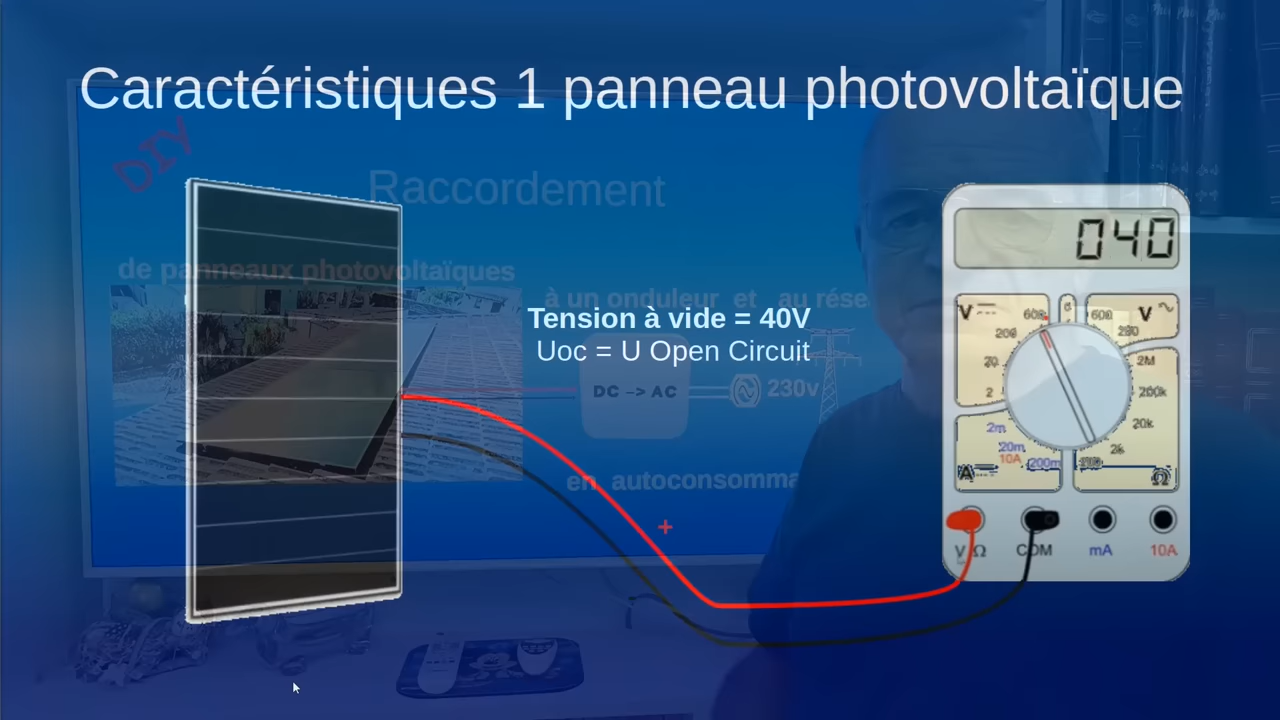 Caractéristiques 1 panneau photovoltaïque
DIY
Raccordement
de panneaux photovoltaïques
à un onduleur et au rése
Tension à vide = 40V
Uoc = U Open Circuit
DC -> AC
230v
en autoconsomma
+
040
V
600
200
20
2
600
V
2M
200k
20k
2k
2m
20m
10A
200m
A
Ω
VΩ
COM
mA
10A